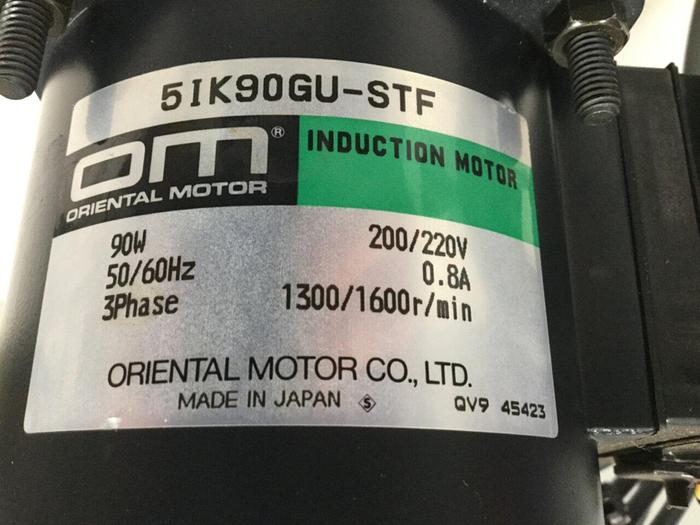 5IK90GU-STF
om®
ORIENTAL MOTOR
INDUCTION MOTOR
90W 200/220V
50/60Hz 0.8A
3Phase 1300/1600r/min
ORIENTAL MOTOR CO., LTD.
MADE IN JAPAN S QV9 45423